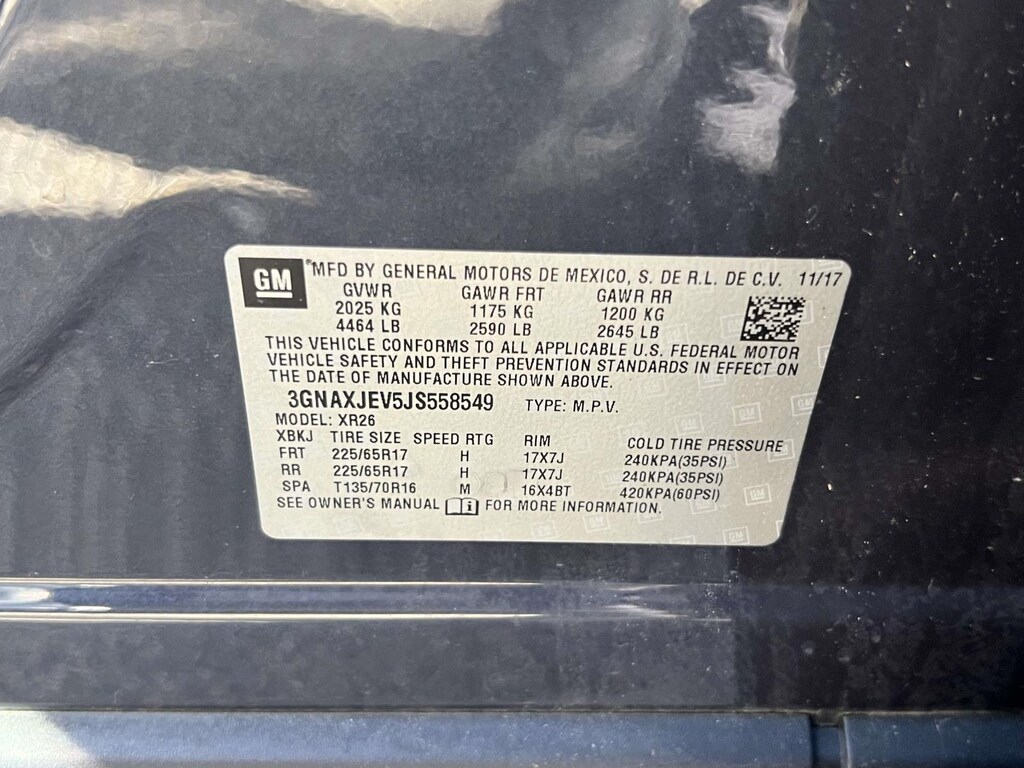 GM ®MFD BY GENERAL MOTORS DE MEXICO, S. DE R.L. DE C.V. 11/17
GVWR GAWR FRT GAWR RR
2025 KG 1175 KG 1200 KG
4464 LB 2590 LB 2645 LB
THIS VEHICLE CONFORMS TO ALL APPLICABLE U.S. FEDERAL MOTOR
VEHICLE SAFETY AND THEFT PREVENTION STANDARDS IN EFFECT ON
THE DATE OF MANUFACTURE SHOWN ABOVE.
3GNAXJEV5JS558549 TYPE: M.P.V.
MODEL: XR26
XBKJ TIRE SIZE SPEED RTG RIM COLD TIRE PRESSURE
FRT 225/65R17 H 17X7J 240KPA(35PSI)
RR 225/65R17 H 17X7J 240KPA(35PSI)
SPA T135/70R16 M 16X4BT 420KPA(60PSI)
SEE OWNER'S MANUAL i FOR MORE INFORMATION.